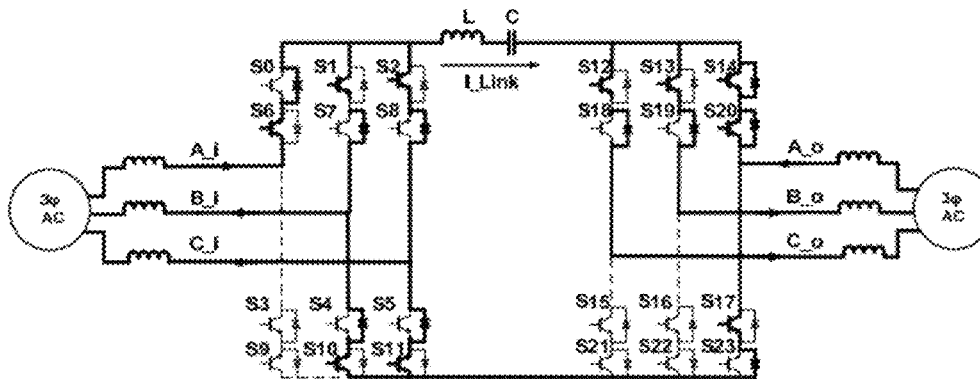 L C
S0 S1 S2 I_Link S12 S13 S14
S6 S7 S8 S18 S19 S20
A_i A_o
3φ AC B_i B_o 3φ AC
C_i C_o
S3 S4 S5 S15 S16 S17
S9 S10 S11 S21 S22 S23